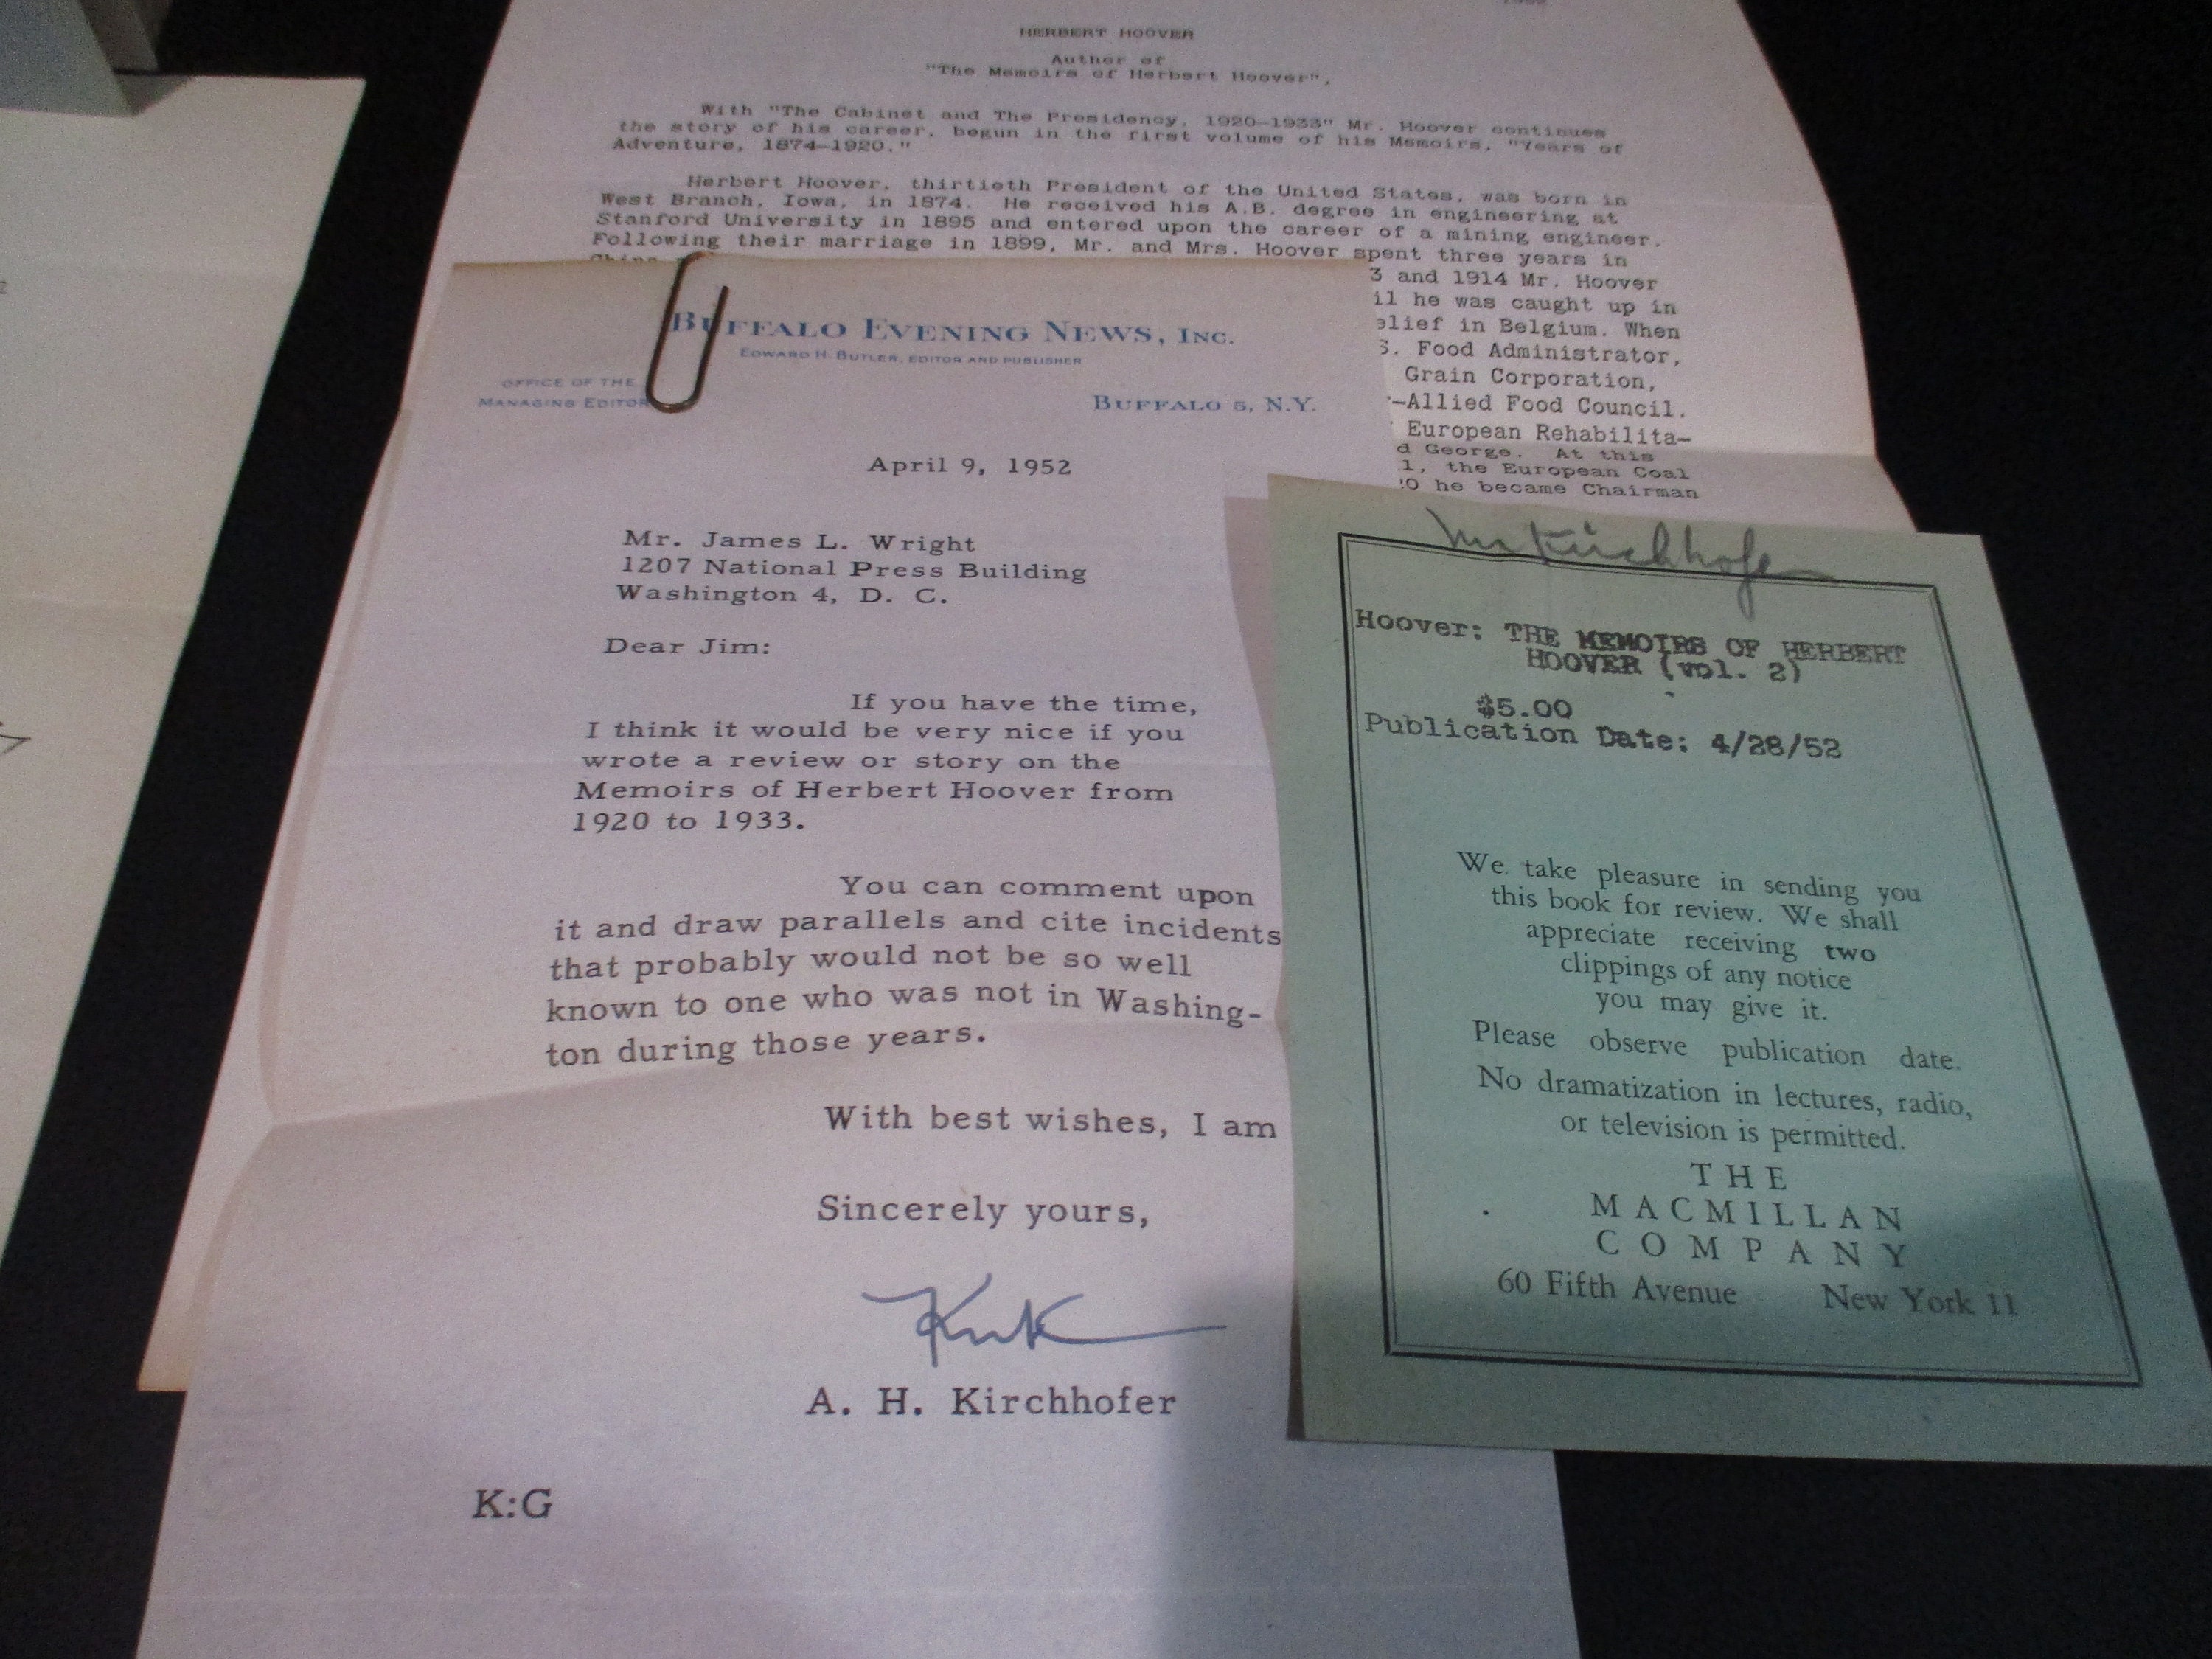 HERBERT HOOVER
Author of
"The Memoirs of Herbert Hoover",
With "The Cabinet and The Presidency, 1920-1933" Mr. Hoover continues
the story of his career, begun in the first volume of his Memoirs, "Years of
Adventure, 1874-1920."
Herbert Hoover, thirtieth President of the United States, was born in
West Branch, Iowa, in 1874. He received his A.B. degree in engineering at
Stanford University in 1895 and entered upon the career of a mining engineer.
Following their marriage in 1899, Mr. and Mrs. Hoover spent three years in
China
3 and 1914 Mr. Hoover
il he was caught up in
elief in Belgium. When
S. Food Administrator,
Grain Corporation,
-Allied Food Council.
European Rehabilita-
d George. At this
l, the European Coal
0 he became Chairman
BUFFALO EVENING NEWS, INC.
EDWARD H. BUTLER, EDITOR AND PUBLISHER
OFFICE OF THE
MANAGING EDITOR
BUFFALO 5, N.Y.
April 9, 1952
Mr. James L. Wright
1207 National Press Building
Washington 4, D. C.
Dear Jim:
If you have the time,
I think it would be very nice if you
wrote a review or story on the
Memoirs of Herbert Hoover from
1920 to 1933.
You can comment upon
it and draw parallels and cite incidents
that probably would not be so well
known to one who was not in Washing-
ton during those years.
With best wishes, I am
Sincerely yours,
Kirk
A. H. Kirchhofer
K:G
Mr Kirchhofer
Hoover: THE MEMOIRS OF HERBERT
HOOVER (vol. 2)
$5.00
Publication Date: 4/28/52
We take pleasure in sending you
this book for review. We shall
appreciate receiving two
clippings of any notice
you may give it.
Please observe publication date.
No dramatization in lectures, radio,
or television is permitted.
THE
MACMILLAN
COMPANY
60 Fifth Avenue New York 11